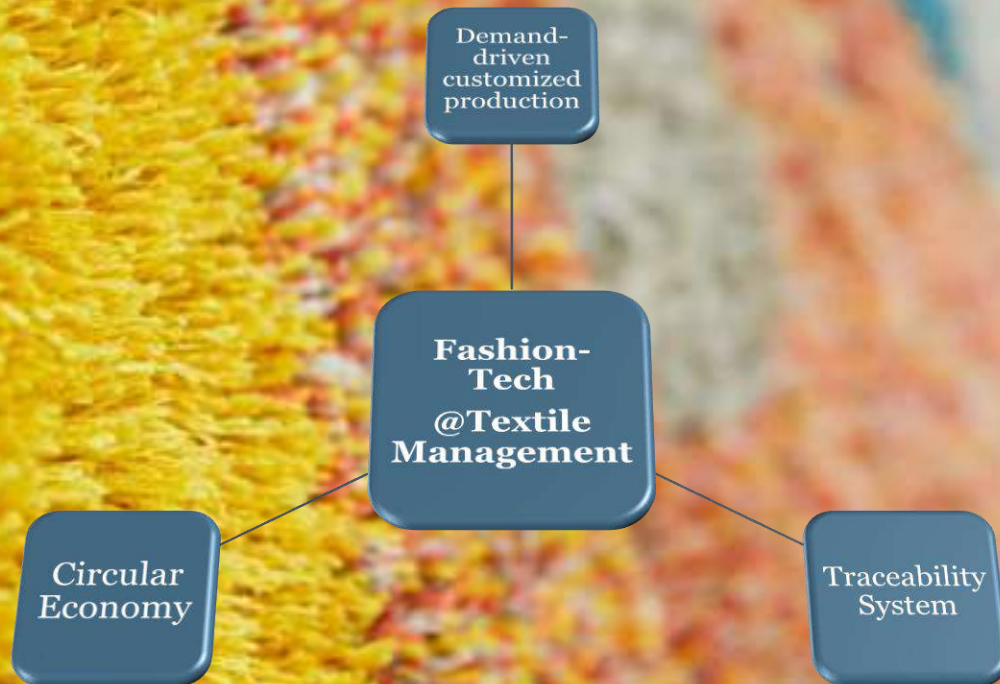 Demand-
driven
customized
production
Fashion-
Tech
@Textile
Management
Circular
Economy
Traceability
System